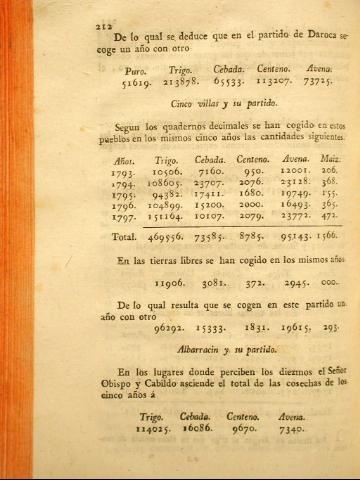 212
De lo qual se deduce que en el partido de Daroca se
coge un año con otro
Puro. Trigo. Cebada. Centeno. Avena.
51619. 213878. 65533. 113207. 73725.
Cinco villas y su partido.
Segun los quadernos decimales se han cogido en estos
pueblos en los mismos cinco años las cantidades siguientes.
Años. Trigo. Cebada. Centeno. Avena. Maiz.
1793. 10506. 7160. 950. 12001. 206.
1794. 108605. 23707. 2076. 23128. 368.
1795. 94382. 17411. 1680. 19749. 155.
1796. 104899. 15200. 2000. 16493. 365.
1797. 151164. 10107. 2079. 23772. 472.
Total. 469556. 73585. 8785. 95143. 1566.
En las tierras libres se han cogido en los mismos años
11906. 3081. 372. 2945. 000.
De lo qual resulta que se cogen en este partido un
año con otro
96292. 15333. 1831. 19615. 293.
Albarracin y su partido.
En los lugares donde perciben los diezmos el Señor
Obispo y Cabildo asciende el total de las cosechas de los
cinco años á
Trigo. Cebada. Centeno. Avena.
114025. 16086. 9670. 7340.